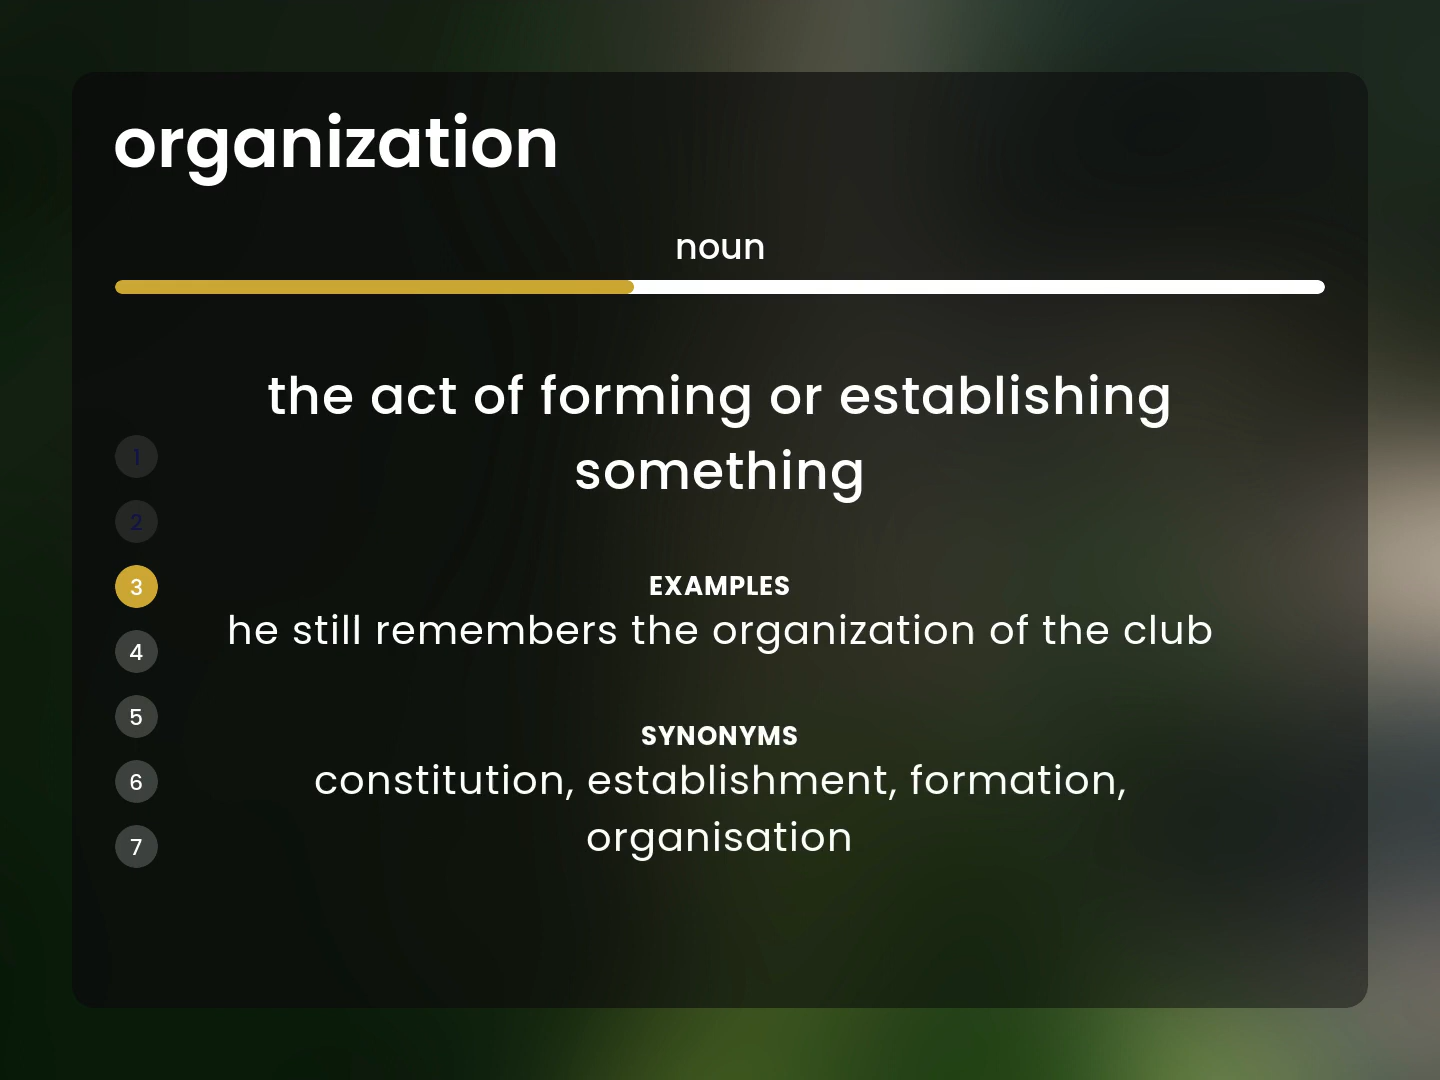 organization
noun
the act of forming or establishing
something
1
2
3
4
5
6
7
EXAMPLES
he still remembers the organization of the club
SYNONYMS
constitution, establishment, formation,
organisation